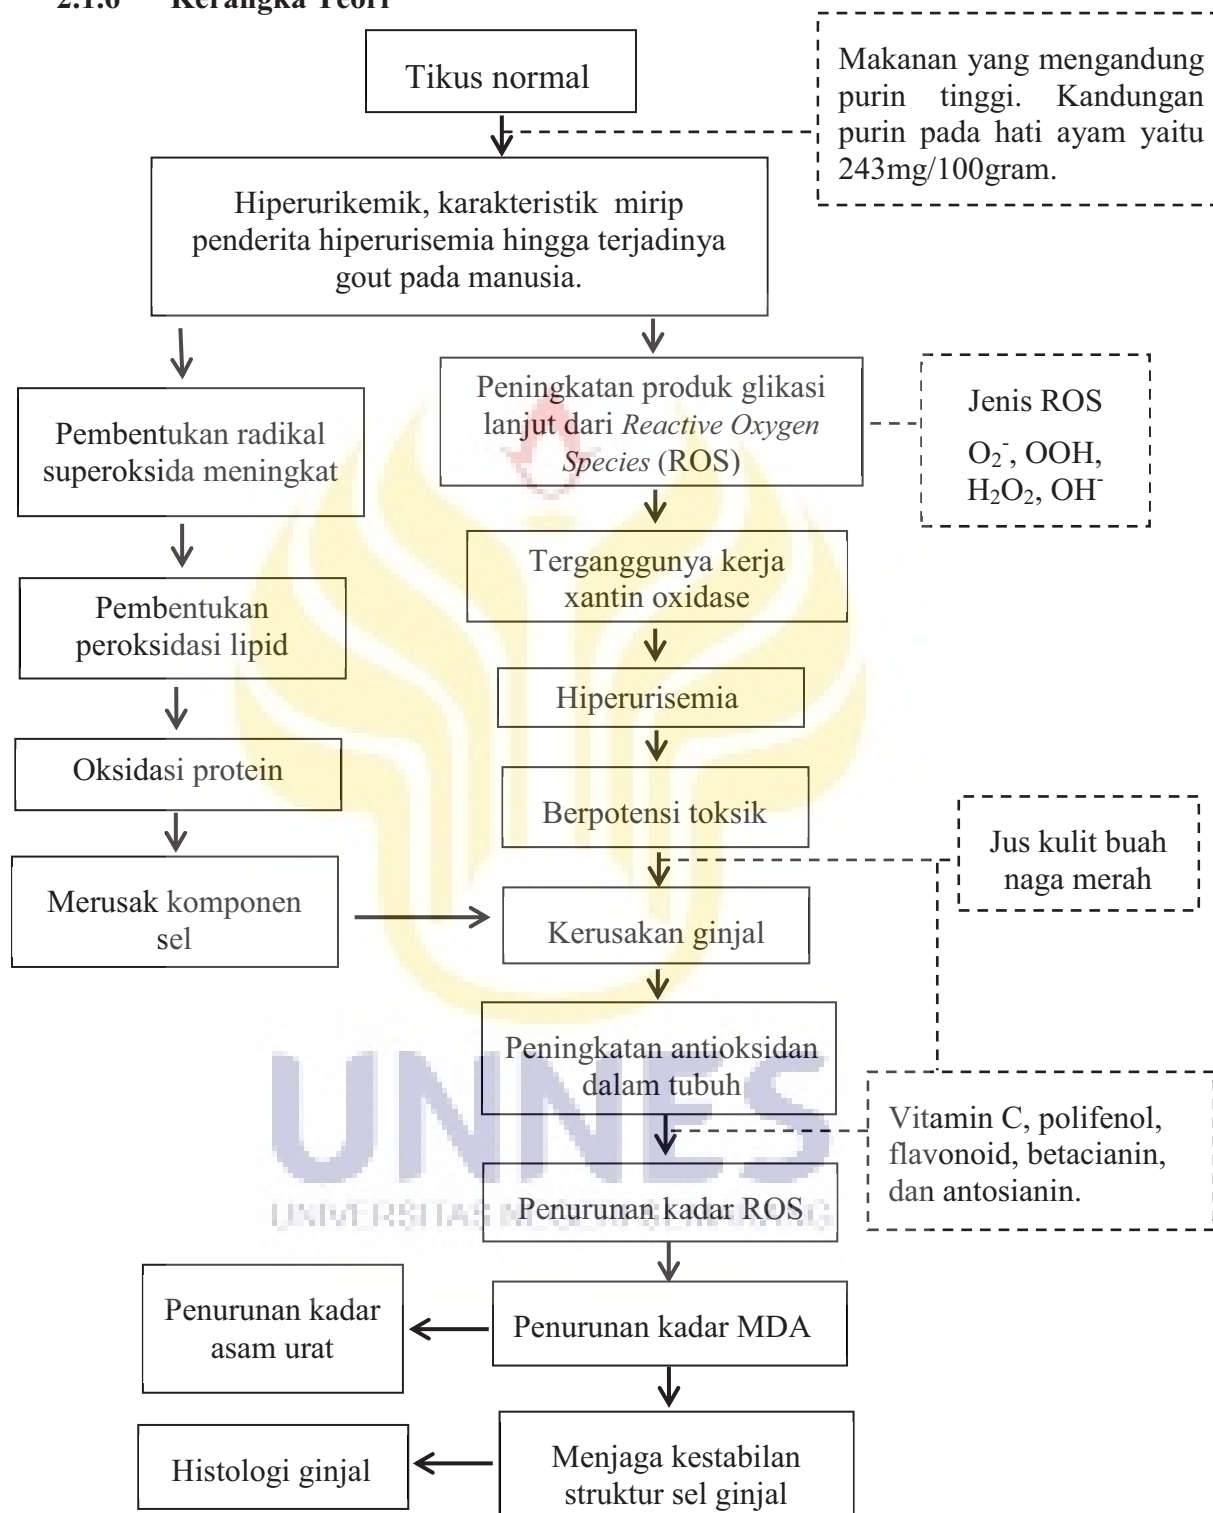 2.1.6 Kerangka Teori
Tikus normal
Makanan yang mengandung
purin tinggi. Kandungan
purin pada hati ayam yaitu
243mg/100gram.
Hiperurikemik, karakteristik mirip
penderita hiperurisemia hingga terjadinya
gout pada manusia.
Pembentukan radikal
superoksida meningkat
Peningkatan produk glikasi
lanjut dari Reactive Oxygen
Species (ROS)
Jenis ROS
O₂⁻, OOH,
H₂O₂, OH⁻
Terganggunya kerja
xantin oxidase
Pembentukan
peroksidasi lipid
Hiperurisemia
Oksidasi protein
Berpotensi toksik
Jus kulit buah
naga merah
Merusak komponen
sel
Kerusakan ginjal
Peningkatan antioksidan
dalam tubuh
Vitamin C, polifenol,
flavonoid, betacianin,
dan antosianin.
UNNES
UNIVERSITAS NEGERI SEMARANG
Penurunan kadar ROS
Penurunan kadar
asam urat
Penurunan kadar MDA
Histologi ginjal
Menjaga kestabilan
struktur sel ginjal